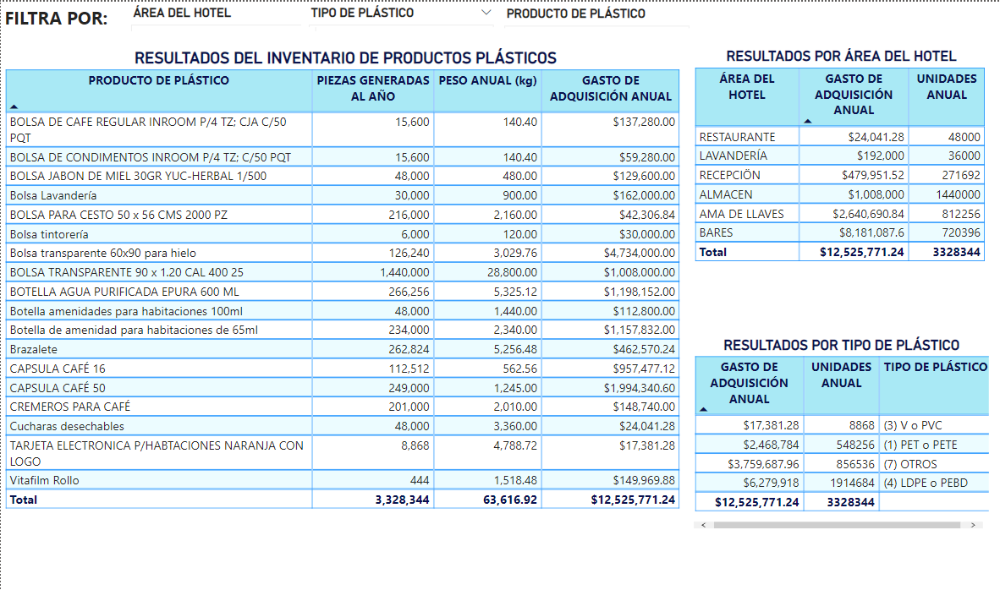 FILTRA POR:
ÁREA DEL HOTEL
TIPO DE PLÁSTICO
PRODUCTO DE PLÁSTICO
RESULTADOS DEL INVENTARIO DE PRODUCTOS PLÁSTICOS
PRODUCTO DE PLÁSTICO PIEZAS GENERADAS PESO ANUAL (kg) GASTO DE
AL AÑO ADQUISICIÓN ANUAL
BOLSA DE CAFE REGULAR INROOM P/4 TZ; CJA C/50 15,600 140.40 $137,280.00
PQT
BOLSA DE CONDIMENTOS INROOM P/4 TZ; C/50 PQT 15,600 140.40 $59,280.00
BOLSA JABON DE MIEL 30GR YUC-HERBAL 1/500 48,000 480.00 $129,600.00
Bolsa Lavandería 30,000 900.00 $162,000.00
BOLSA PARA CESTO 50 x 56 CMS 2000 PZ 216,000 2,160.00 $42,306.84
Bolsa tintorería 6,000 120.00 $30,000.00
Bolsa transparente 60x90 para hielo 126,240 3,029.76 $4,734,000.00
BOLSA TRANSPARENTE 90 x 1.20 CAL 400 25 1,440,000 28,800.00 $1,008,000.00
BOTELLA AGUA PURIFICADA EPURA 600 ML 266,256 5,325.12 $1,198,152.00
Botella amenidades para habitaciones 100ml 48,000 1,440.00 $112,800.00
Botella de amenidad para habitaciones de 65ml 234,000 2,340.00 $1,157,832.00
Brazalete 262,824 5,256.48 $462,570.24
CAPSULA CAFÉ 16 112,512 562.56 $957,477.12
CAPSULA CAFÉ 50 249,000 1,245.00 $1,994,340.60
CREMEROS PARA CAFÉ 201,000 2,010.00 $148,740.00
Cucharas desechables 48,000 3,360.00 $24,041.28
TARJETA ELECTRONICA P/HABTACIONES NARANJA CON 8,868 4,788.72 $17,381.28
LOGO
Vitafilm Rollo 444 1,518.48 $149,969.88
Total 3,328,344 63,616.92 $12,525,771.24
RESULTADOS POR ÁREA DEL HOTEL
ÁREA DEL GASTO DE UNIDADES
HOTEL ADQUISICIÓN ANUAL
ANUAL
RESTAURANTE $24,041.28 48000
LAVANDERÍA $192,000 36000
RECEPCIÖN $479,951.52 271692
ALMACEN $1,008,000 1440000
AMA DE LLAVES $2,640,690.84 812256
BARES $8,181,087.6 720396
Total $12,525,771.24 3328344
RESULTADOS POR TIPO DE PLÁSTICO
GASTO DE UNIDADES TIPO DE PLÁSTICO
ADQUISICIÓN ANUAL
ANUAL
$17,381.28 8868 (3) V o PVC
$2,468,784 548256 (1) PET o PETE
$3,759,687.96 856536 (7) OTROS
$6,279,918 1914684 (4) LDPE o PEBD
$12,525,771.24 3328344